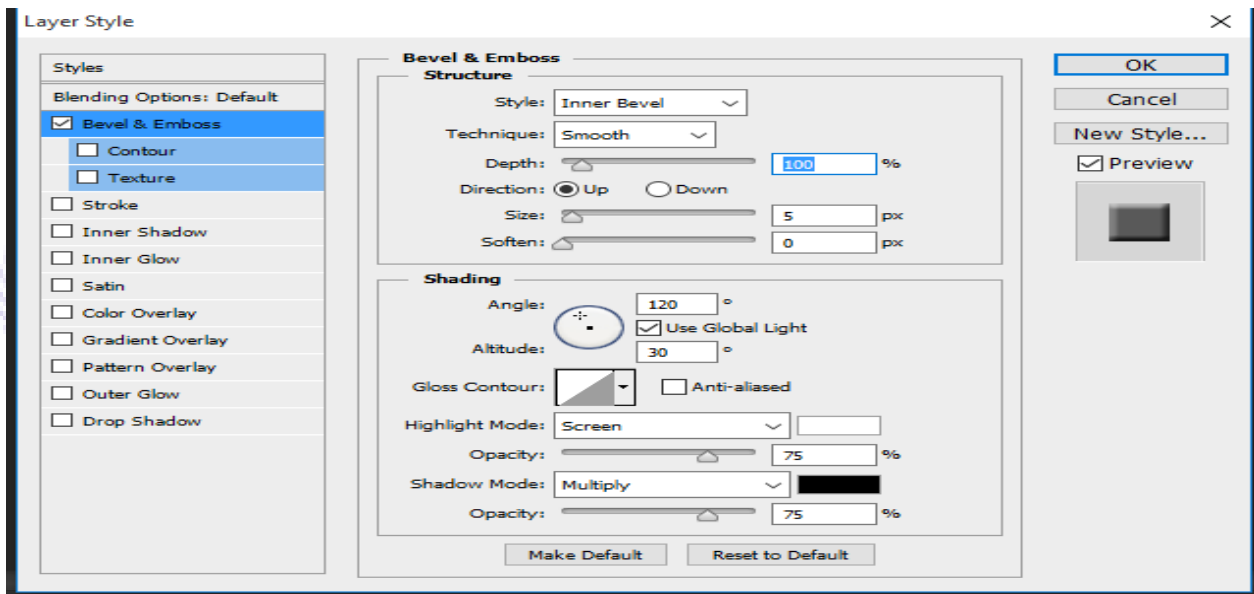 Layer Style
Styles
Blending Options: Default
Bevel & Emboss
Contour
Texture
Stroke
Inner Shadow
Inner Glow
Satin
Color Overlay
Gradient Overlay
Pattern Overlay
Outer Glow
Drop Shadow
Bevel & Emboss
Structure
Style: Inner Bevel
Technique: Smooth
Depth: 100 %
Direction: Up Down
Size: 5 px
Soften: 0 px
Shading
Angle: 120 °
Use Global Light
Altitude: 30 °
Gloss Contour: Anti-aliased
Highlight Mode: Screen
Opacity: 75 %
Shadow Mode: Multiply
Opacity: 75 %
Make Default Reset to Default
OK
Cancel
New Style...
Preview